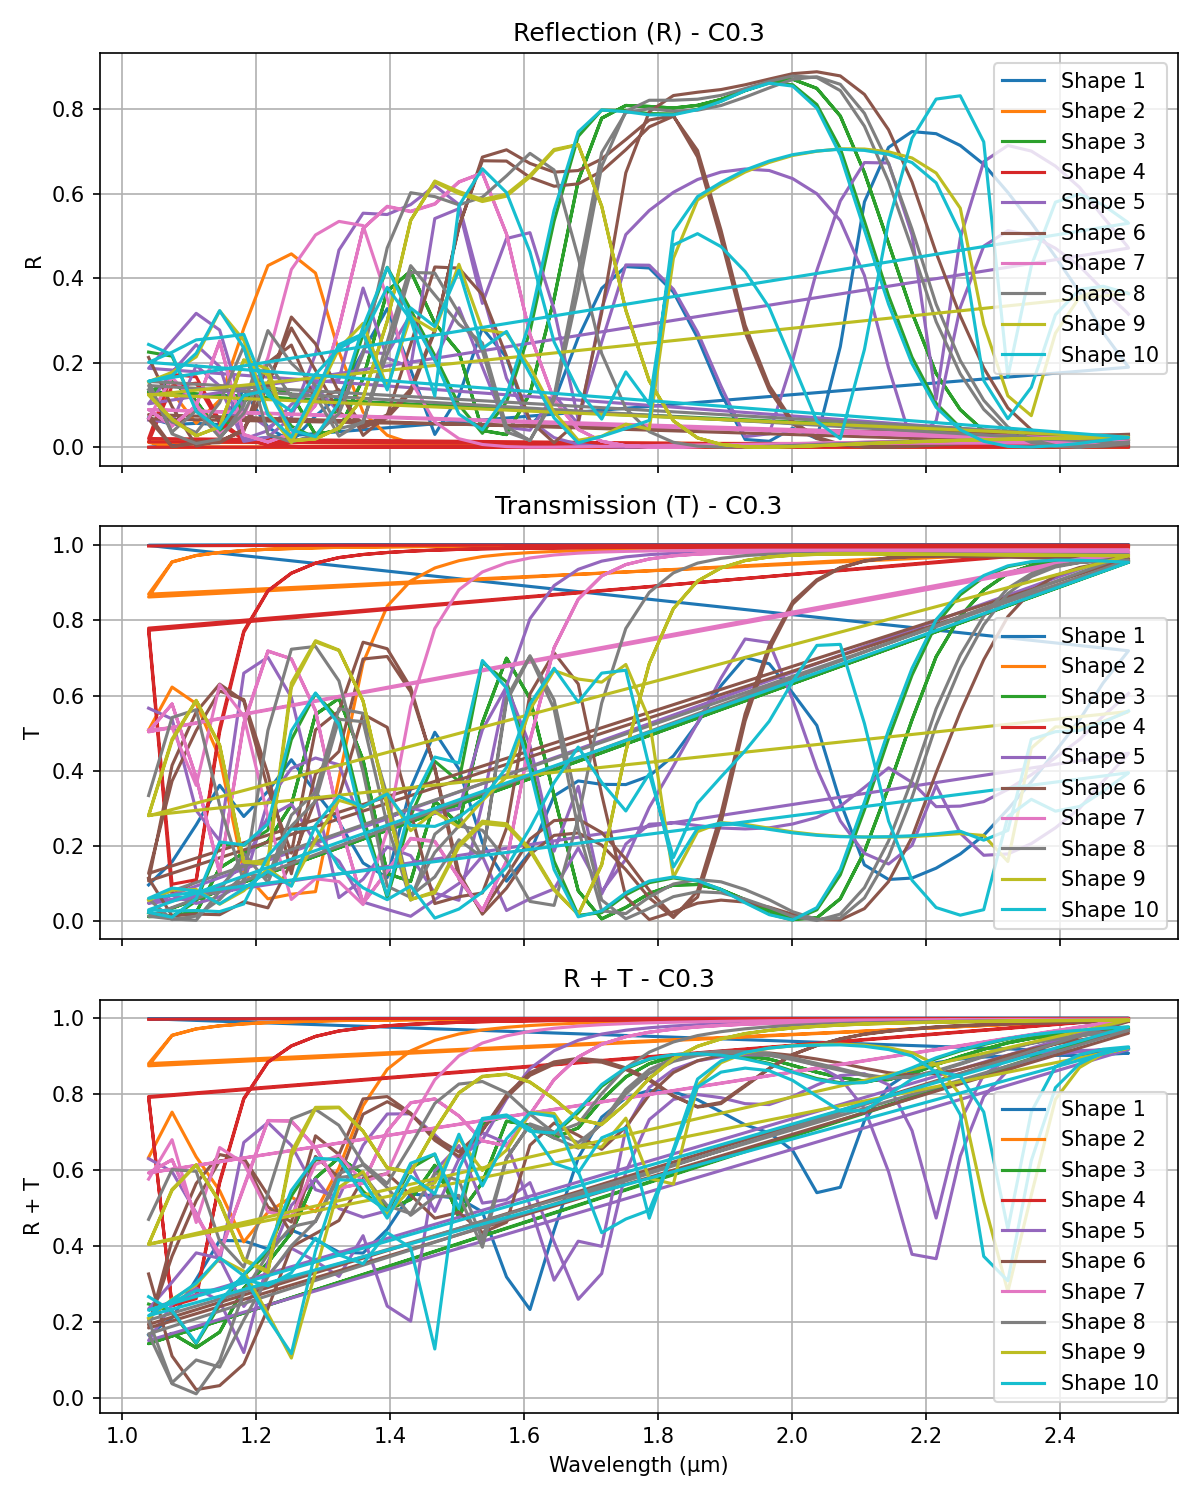 Reflection (R) - C0.3
R
0.8
0.6
0.4
0.2
0.0
Shape 1
Shape 2
Shape 3
Shape 4
Shape 5
Shape 6
Shape 7
Shape 8
Shape 9
Shape 10
Transmission (T) - C0.3
T
1.0
0.8
0.6
0.4
0.2
0.0
Shape 1
Shape 2
Shape 3
Shape 4
Shape 5
Shape 6
Shape 7
Shape 8
Shape 9
Shape 10
R + T - C0.3
R + T
1.0
0.8
0.6
0.4
0.2
0.0
Shape 1
Shape 2
Shape 3
Shape 4
Shape 5
Shape 6
Shape 7
Shape 8
Shape 9
Shape 10
1.0 1.2 1.4 1.6 1.8 2.0 2.2 2.4
Wavelength (μm)